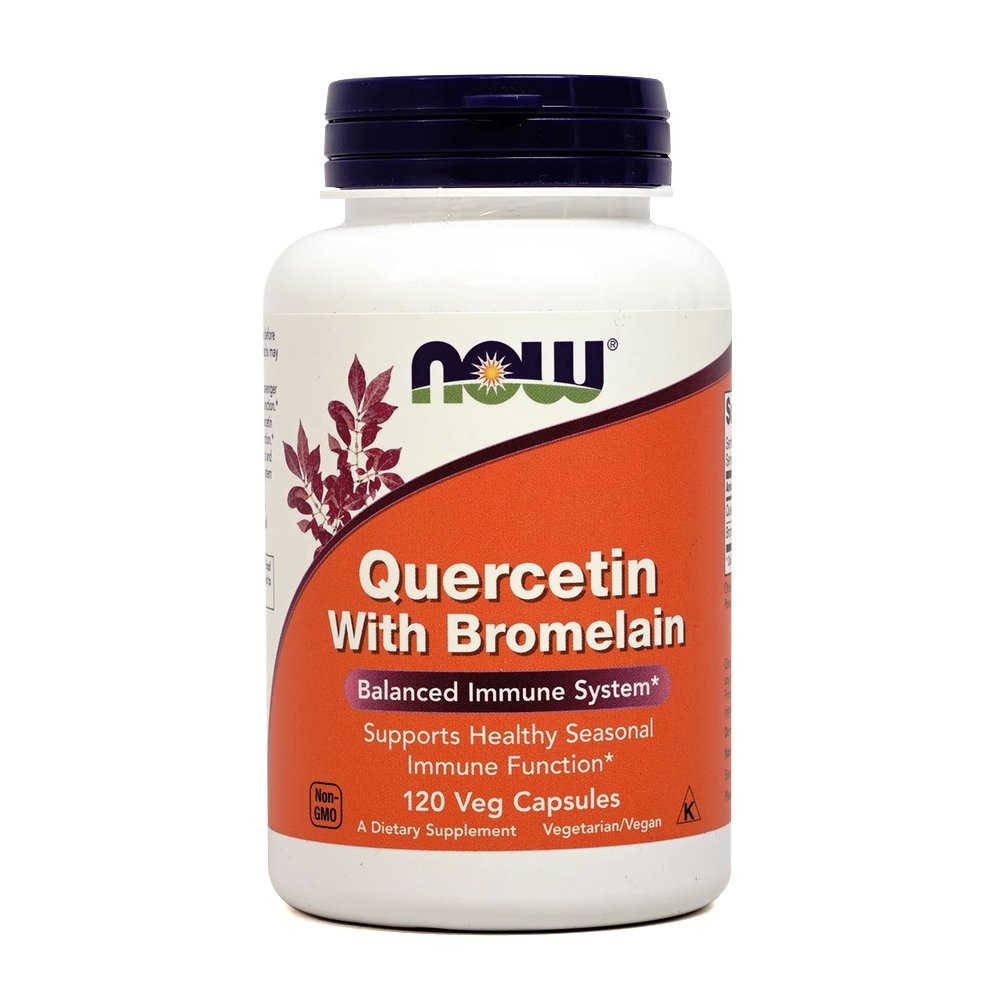 NOW®
Quercetin
With Bromelain
Balanced Immune System*
Supports Healthy Seasonal
Immune Function*
120 Veg Capsules
Non-
GMO
A Dietary Supplement Vegetarian/Vegan
K